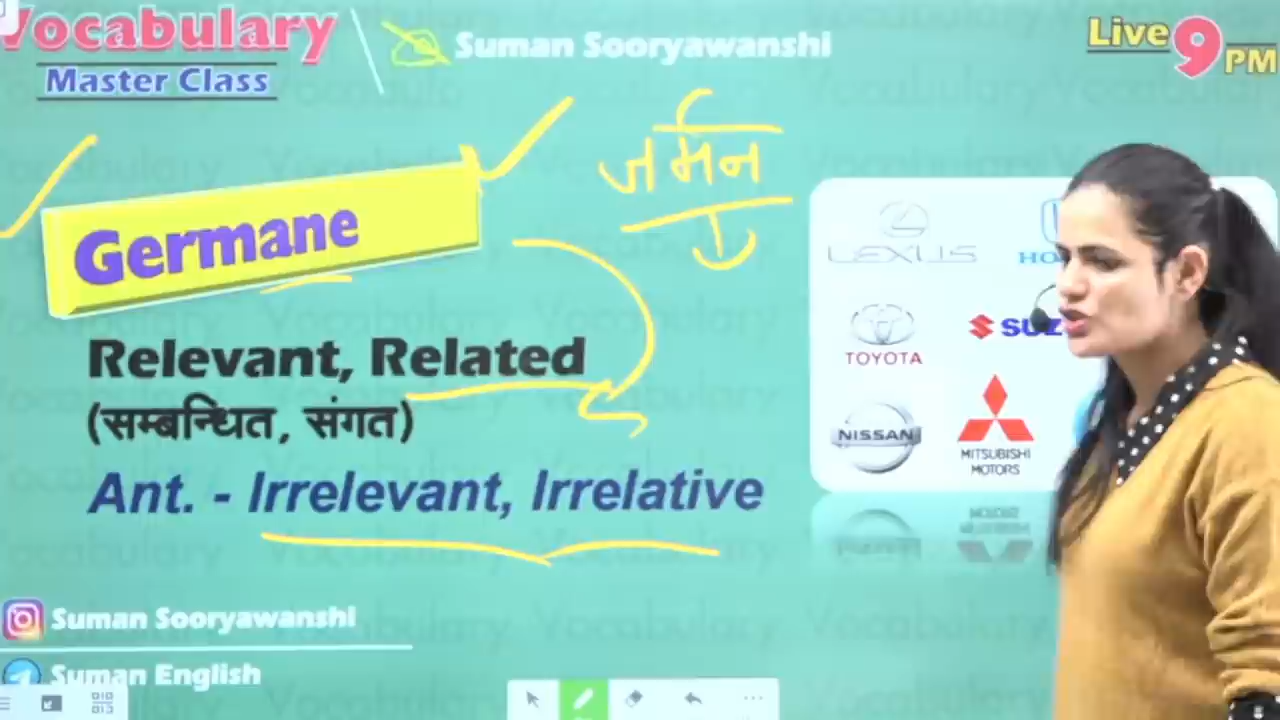 Vocabulary
Master Class
Suman Sooryawanshi
Live 9 PM
जर्मन
Germane
Relevant, Related
(सम्बन्धित, संगत)
Ant. - Irrelevant, Irrelative
LEXUS
TOYOTA
NISSAN
MITSUBISHI
MOTORS
Suman Sooryawanshi
Suman English